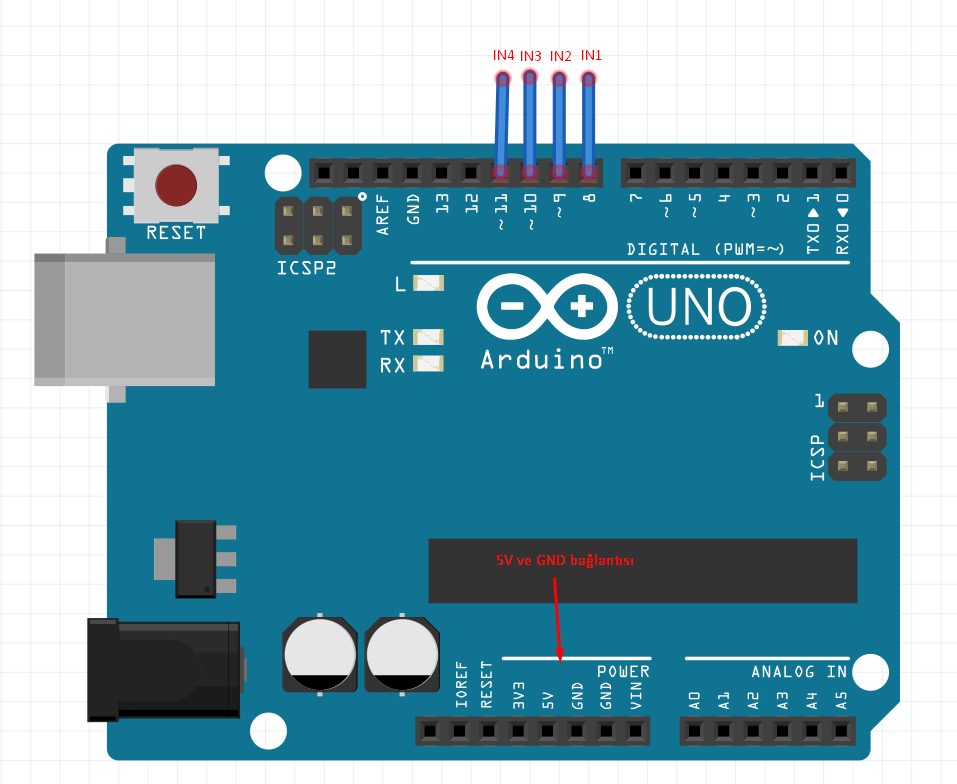 IN4 IN3 IN2 IN1
RESET
ICSP2
AREF GND 13 12 ~11 ~10 ~9 8 7 ~6 ~5 4 ~3 2 TX0▶1 RX0◀0
DIGITAL (PWM=~)
L
TX
RX
UNO
Arduino™
ON
1
ICSP
5V ve GND bağlantısı
POWER
ANALOG IN
IOREF RESET 3V3 5V GND GND VIN A0 A1 A2 A3 A4 A5